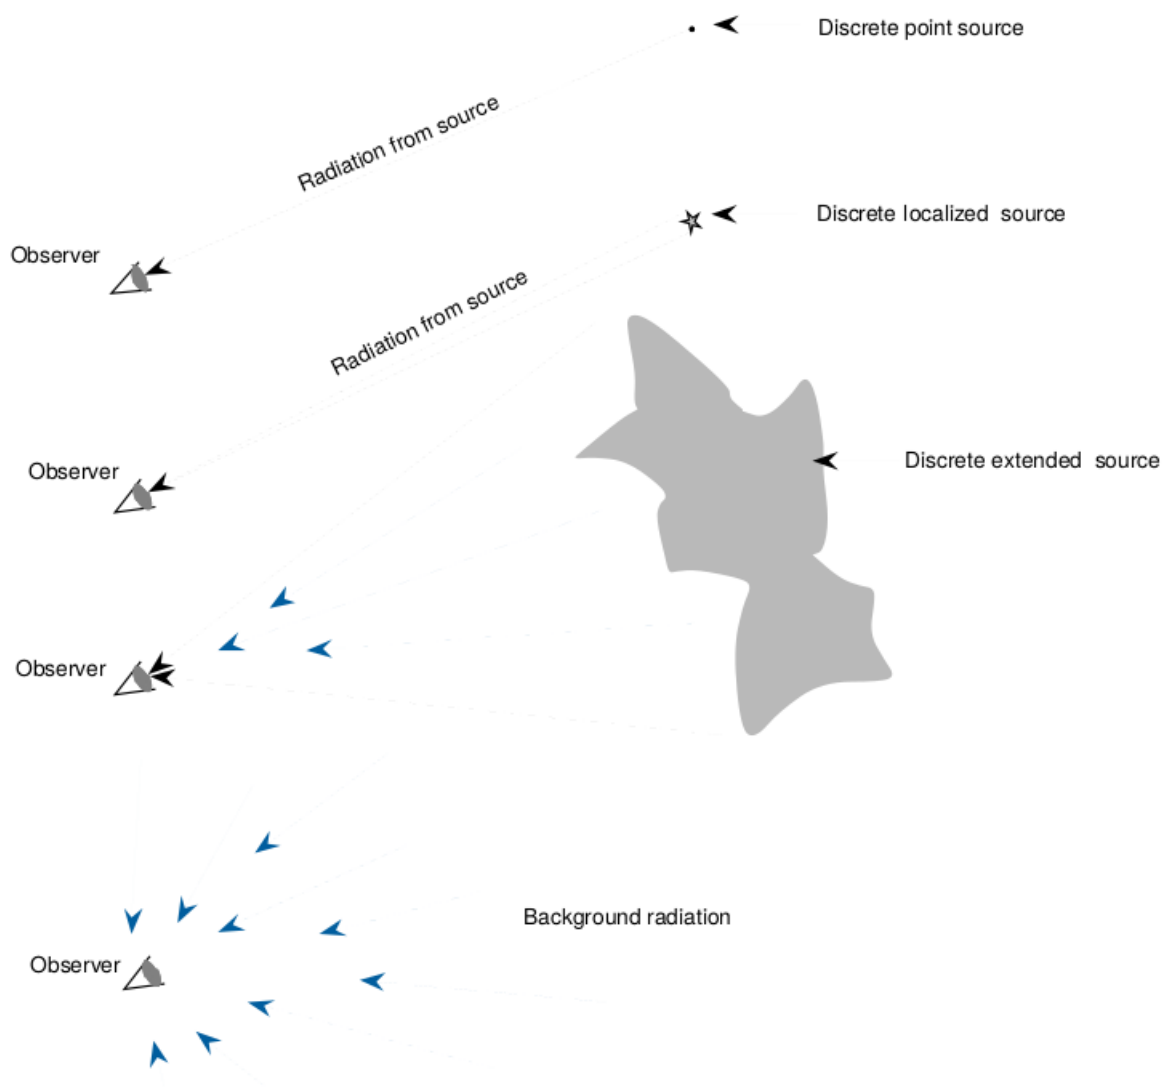 Discrete point source
Radiation from source
Discrete localized source
Observer
Radiation from source
Discrete extended source
Observer
Observer
Background radiation
Observer